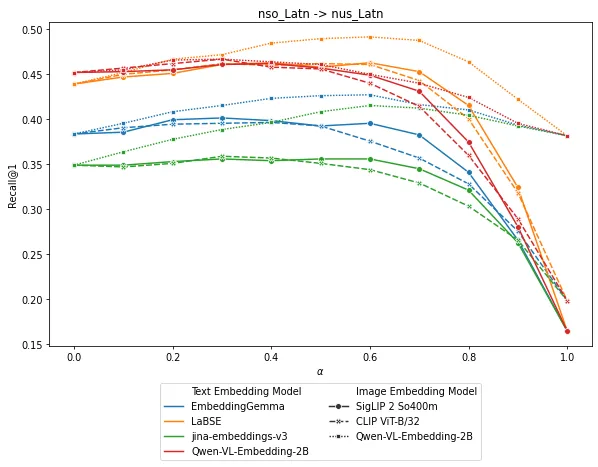 nso_Latn -> nus_Latn
0.50
0.45
0.40
0.35
0.30
0.25
0.20
0.15
Recall@1
0.0 0.2 0.4 0.6 0.8 1.0
α
Text Embedding Model Image Embedding Model
EmbeddingGemma SigLIP 2 So400m
LaBSE CLIP ViT-B/32
jina-embeddings-v3 Qwen-VL-Embedding-2B
Qwen-VL-Embedding-2B